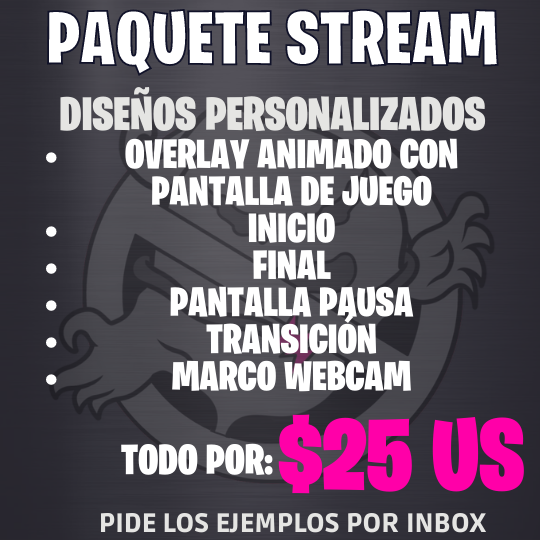 PAQUETE STREAM
DISEÑOS PERSONALIZADOS
• OVERLAY ANIMADO CON
PANTALLA DE JUEGO
• INICIO
• FINAL
• PANTALLA PAUSA
• TRANSICIÓN
• MARCO WEBCAM
TODO POR: $25 US
PIDE LOS EJEMPLOS POR INBOX